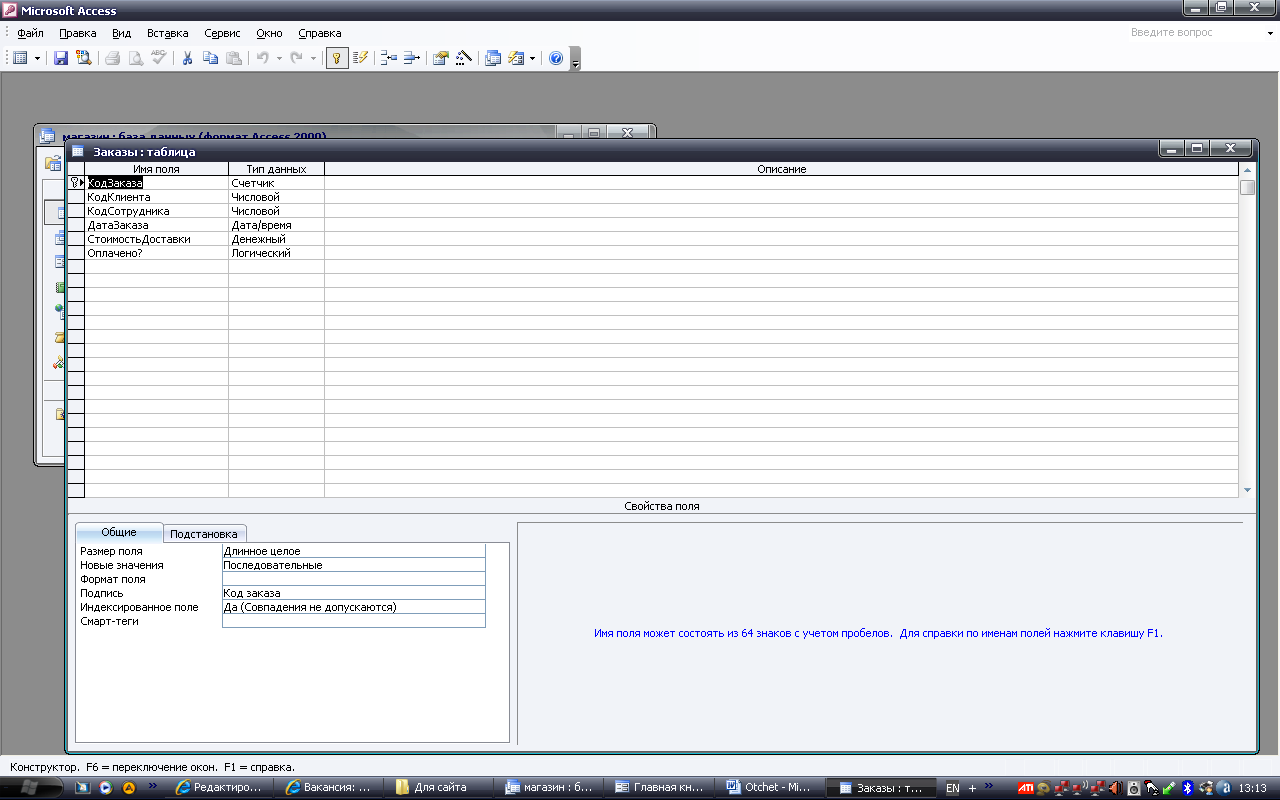 Microsoft Access
Файл Правка Вид Вставка Сервис Окно Справка Введите вопрос
магазин : база данных (формат Access 2000)
Заказы : таблица
Имя поля Тип данных Описание
КодЗаказа Счетчик
КодКлиента Числовой
КодСотрудника Числовой
ДатаЗаказа Дата/время
СтоимостьДоставки Денежный
Оплачено? Логический
Свойства поля
Общие Подстановка
Размер поля Длинное целое
Новые значения Последовательные
Формат поля
Подпись Код заказа
Индексированное поле Да (Совпадения не допускаются)
Смарт-теги
Имя поля может состоять из 64 знаков с учетом пробелов. Для справки по именам полей нажмите клавишу F1.
Конструктор. F6 = переключение окон. F1 = справка.
Редактиро... Вакансия: ... Для сайта магазин : б... Главная кн... Otchet - Mi... Заказы : т... EN ATI 13:13